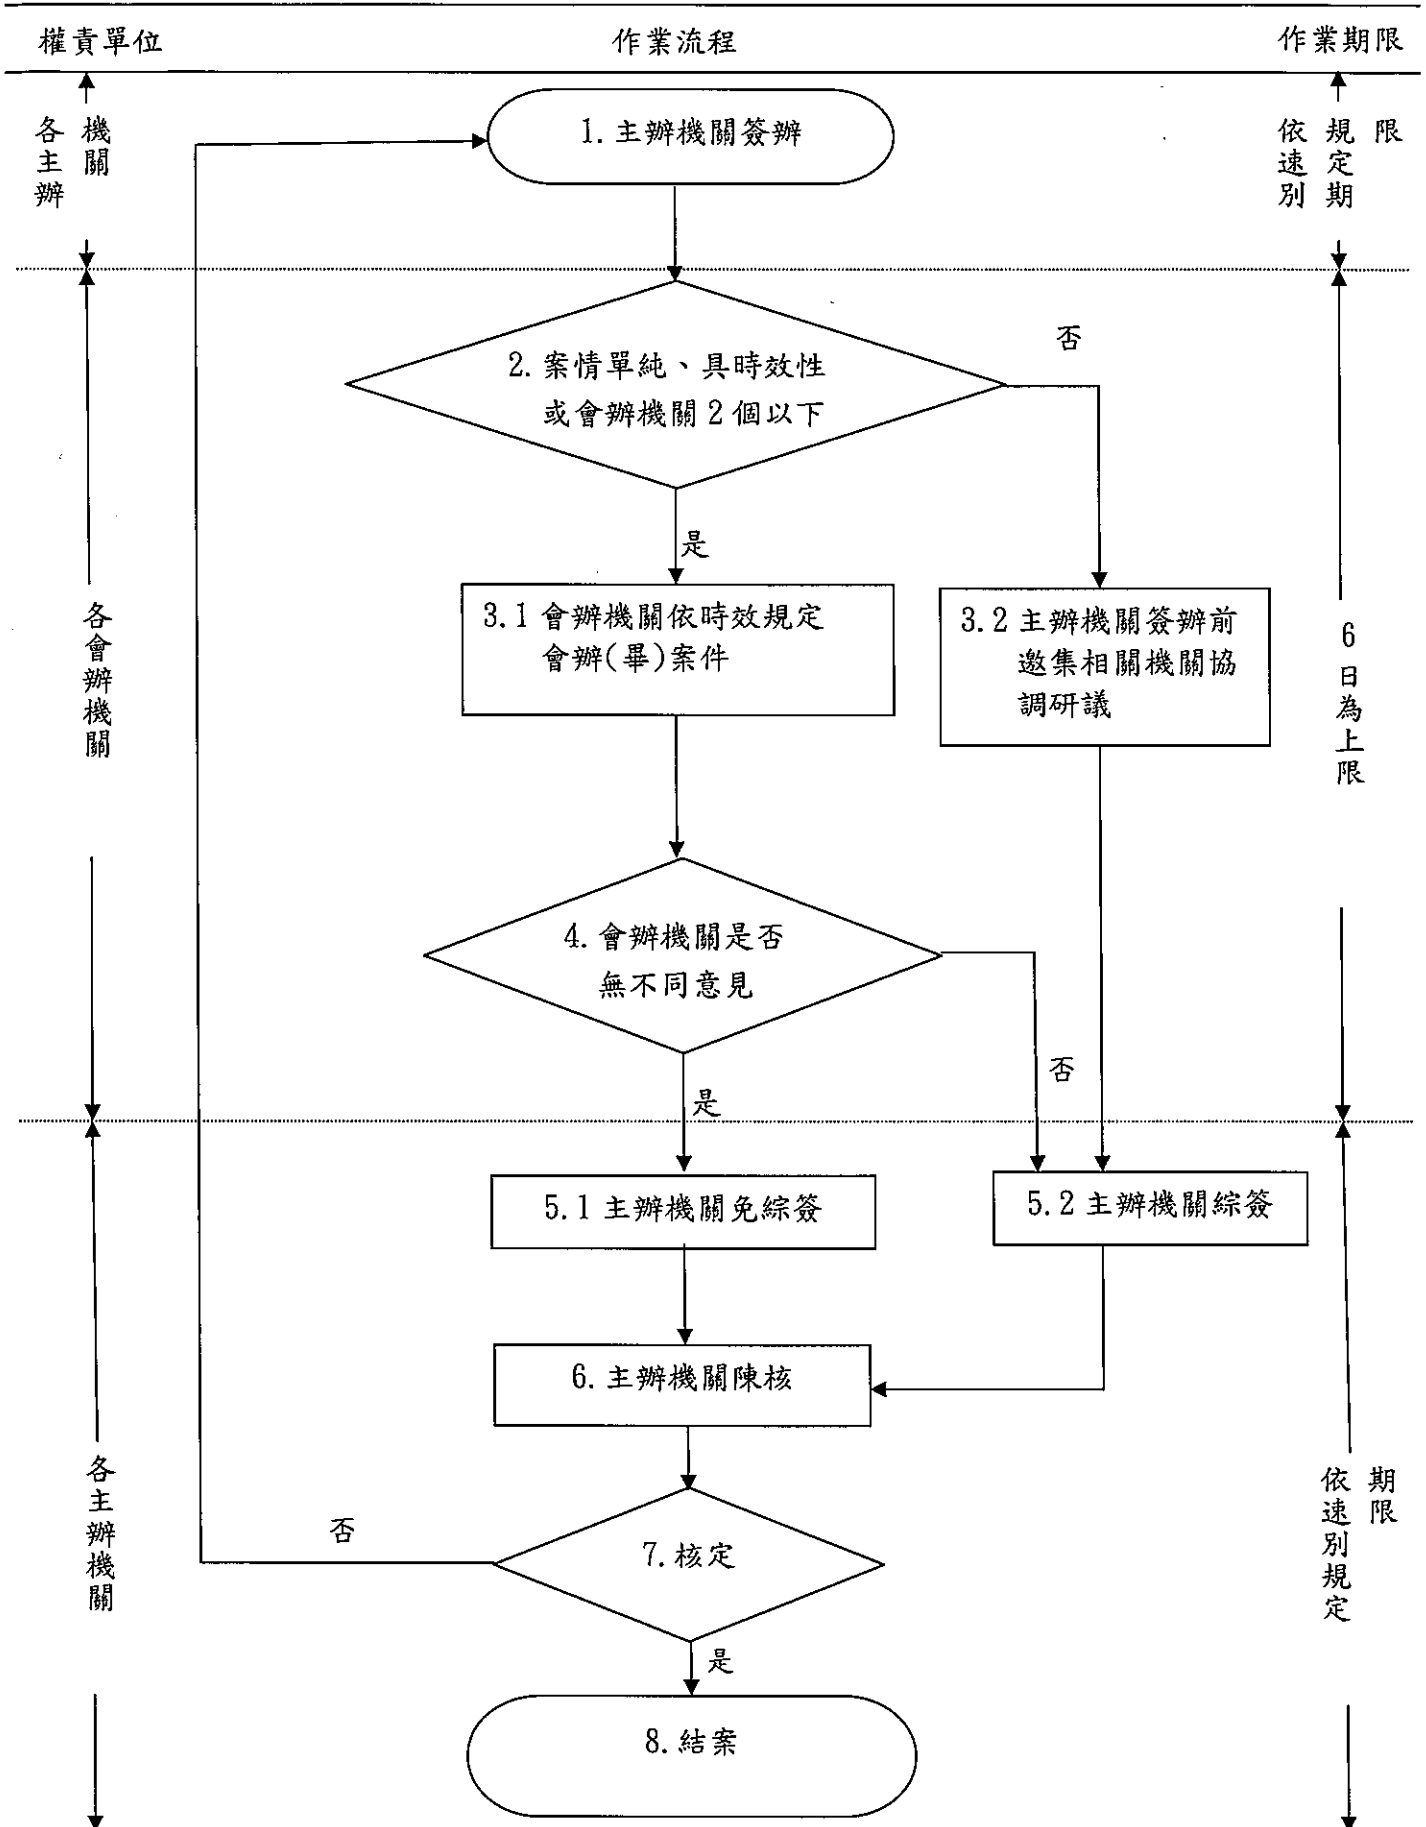 權責單位
作業流程
作業期限
各主辦
機關
1.主辦機關簽辦
依速別
規定期
限
2.案情單純、具時效性
或會辦機關2個以下
否
是
各會辦機關
3.1 會辦機關依時效規定
會辦(畢)案件
3.2 主辦機關簽辦前
邀集相關機關協
調研議
6日為上限
4.會辦機關是否
無不同意見
否
是
5.1 主辦機關免綜簽
5.2 主辦機關綜簽
6.主辦機關陳核
各主辦機關
依速別規定
期限
否
7.核定
是
8.結案